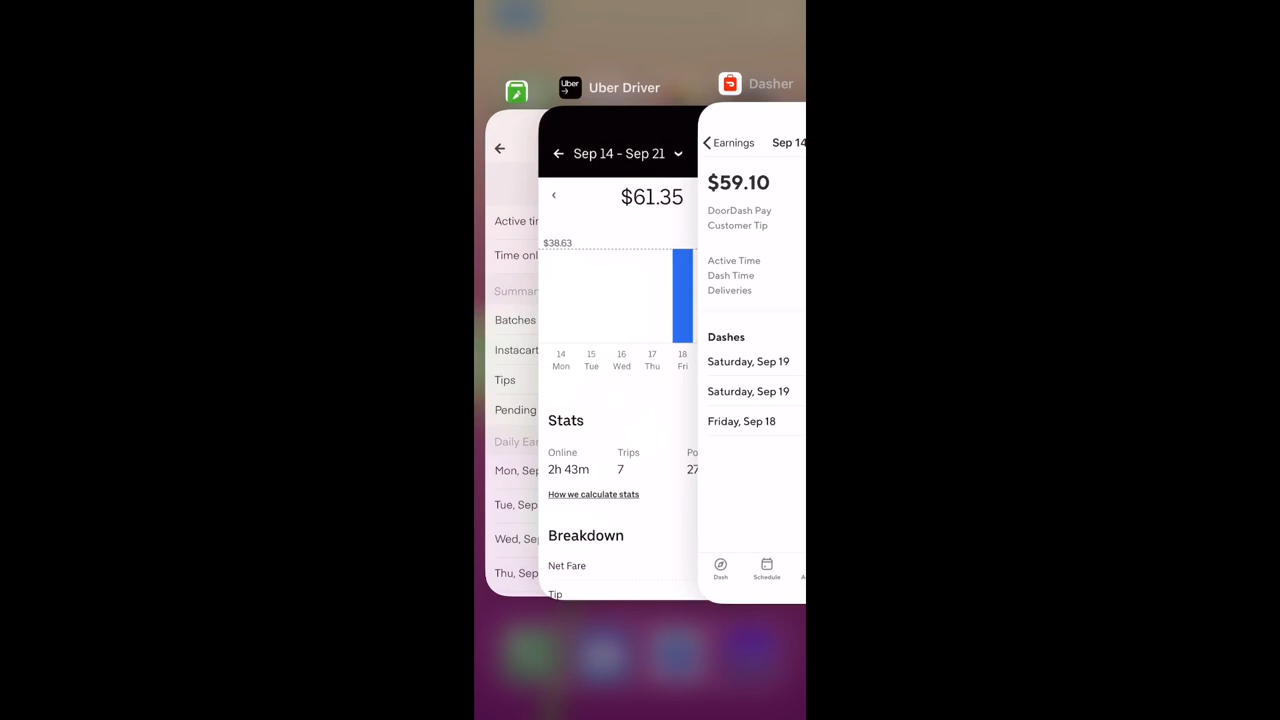 Uber
Uber Driver
Dasher
Active
Time
Summar
Batches
Instacart
Tips
Pending
Daily Ear
Mon, Sep
Tue, Sep
Wed, Sep
Thu, Sep
Sep 14 - Sep 21
$61.35
$38.63
14 15 16 17 18
Mon Tue Wed Thu Fri
Stats
Online Trips Po
2h 43m 7 27
How we calculate stats
Breakdown
Net Fare
Tip
Earnings Sep 14
$59.10
DoorDash Pay
Customer Tip
Active Time
Dash Time
Deliveries
Dashes
Saturday, Sep 19
Saturday, Sep 19
Friday, Sep 18
Dash Schedule